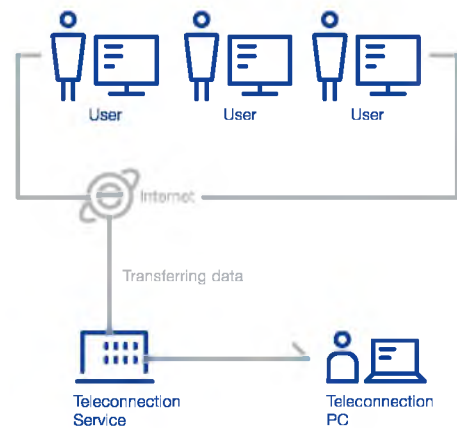 User
User
User
Internet
Transferring data
Teleconnection
Service
Teleconnection
PC